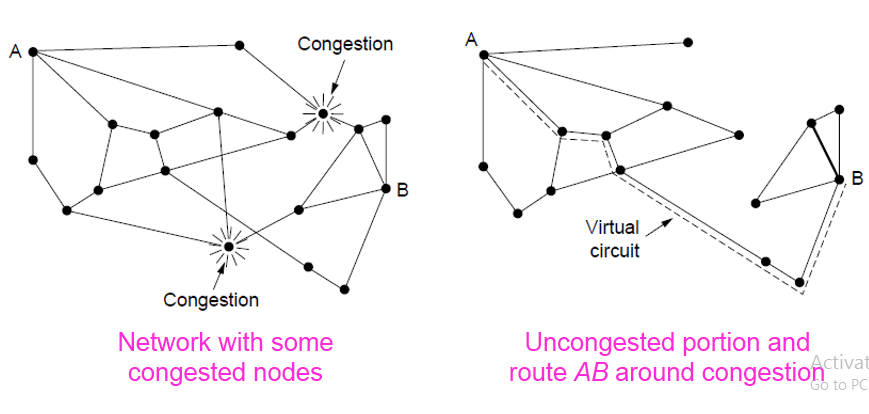 A
Congestion
B
Congestion
Network with some
congested nodes
A
B
Virtual
circuit
Uncongested portion and
route AB around congestion
Activat
Go to PC